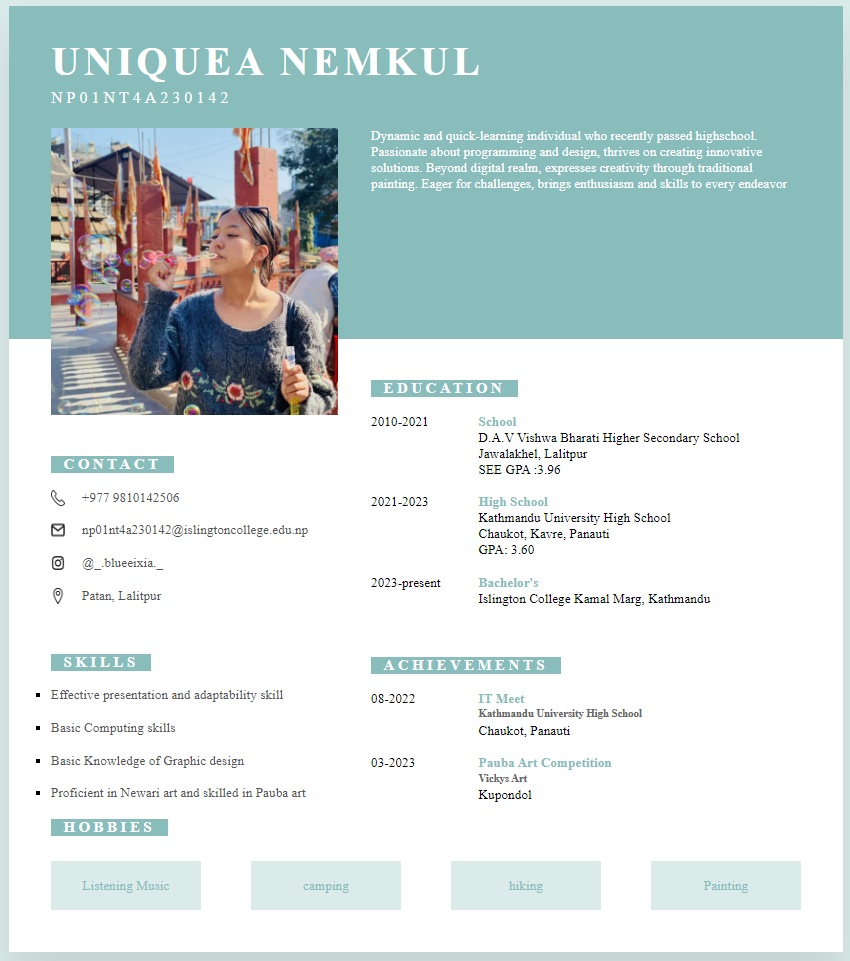 UNIQUEA NEMKUL
NP01NT4A230142
Dynamic and quick-learning individual who recently passed highschool.
Passionate about programming and design, thrives on creating innovative
solutions. Beyond digital realm, expresses creativity through traditional
painting. Eager for challenges, brings enthusiasm and skills to every endeavor
CONTACT
+977 9810142506
np01nt4a230142@islingtoncollege.edu.np
@_.blueeixia._
Patan, Lalitpur
SKILLS
Effective presentation and adaptability skill
Basic Computing skills
Basic Knowledge of Graphic design
Proficient in Newari art and skilled in Pauba art
EDUCATION
2010-2021 School
D.A.V Vishwa Bharati Higher Secondary School
Jawalakhel, Lalitpur
SEE GPA :3.96
2021-2023 High School
Kathmandu University High School
Chaukot, Kavre, Panauti
GPA: 3.60
2023-present Bachelor's
Islington College Kamal Marg, Kathmandu
ACHIEVEMENTS
08-2022 IT Meet
Kathmandu University High School
Chaukot, Panauti
03-2023 Pauba Art Competition
Vickys Art
Kupondol
HOBBIES
Listening Music
camping
hiking
Painting